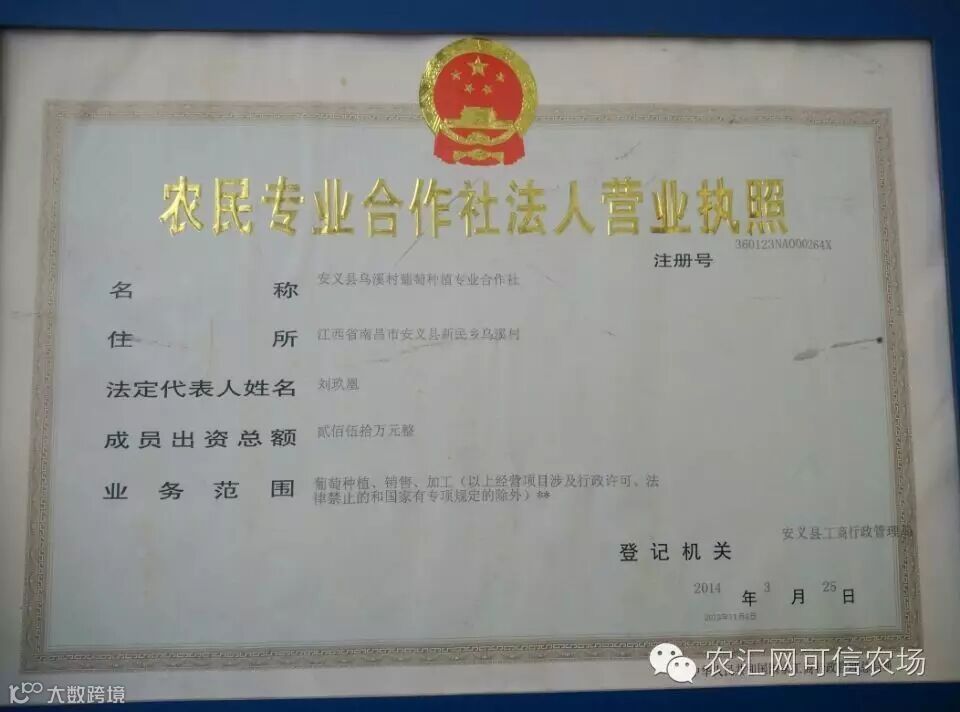 农民专业合作社法人营业执照
360123NA000264X
注册号
名称 安义县乌溪村葡萄种植专业合作社
住所 江西省南昌市安义县新民乡乌溪村
法定代表人姓名 刘玖凰
成员出资总额 贰佰伍拾万元整
业务范围 葡萄种植、销售、加工（以上经营项目涉及行政许可、法
律禁止的和国家有专项规定的除外）**
安义县工商行政管理局
登记机关
2014 年 3 月 25 日
农汇网可信农场
大数跨境